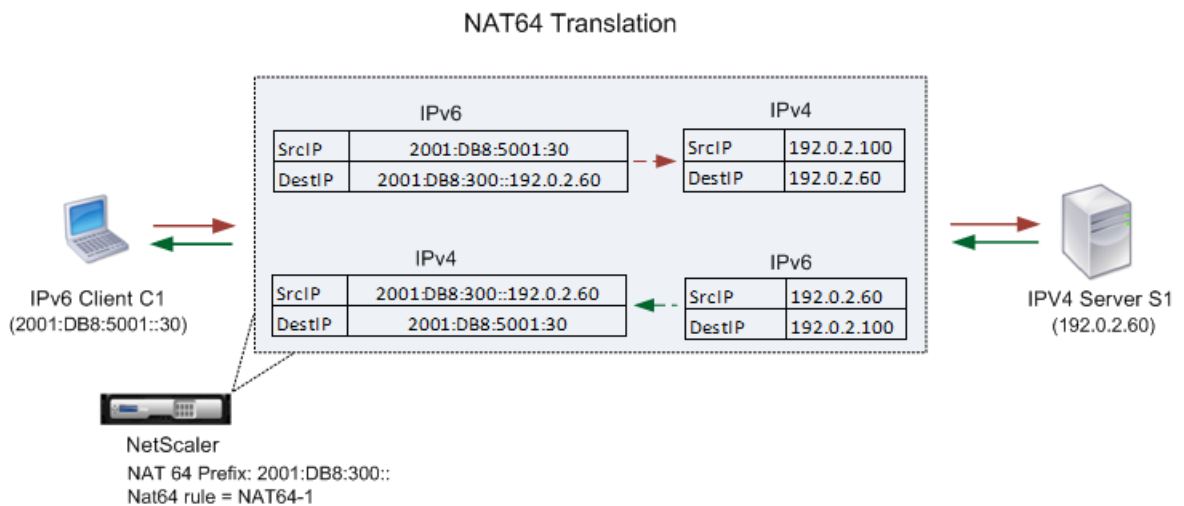 NAT64 Translation
IPv6
SrcIP 2001:DB8:5001:30
DestIP 2001:DB8:300::192.0.2.60
IPv4
SrcIP 192.0.2.100
DestIP 192.0.2.60
IPv4
SrcIP 2001:DB8:300::192.0.2.60
DestIP 2001:DB8:5001:30
IPv6
SrcIP 192.0.2.60
DestIP 192.0.2.100
IPv6 Client C1
(2001:DB8:5001::30)
IPV4 Server S1
(192.0.2.60)
NetScaler
NAT 64 Prefix: 2001:DB8:300::
Nat64 rule = NAT64-1